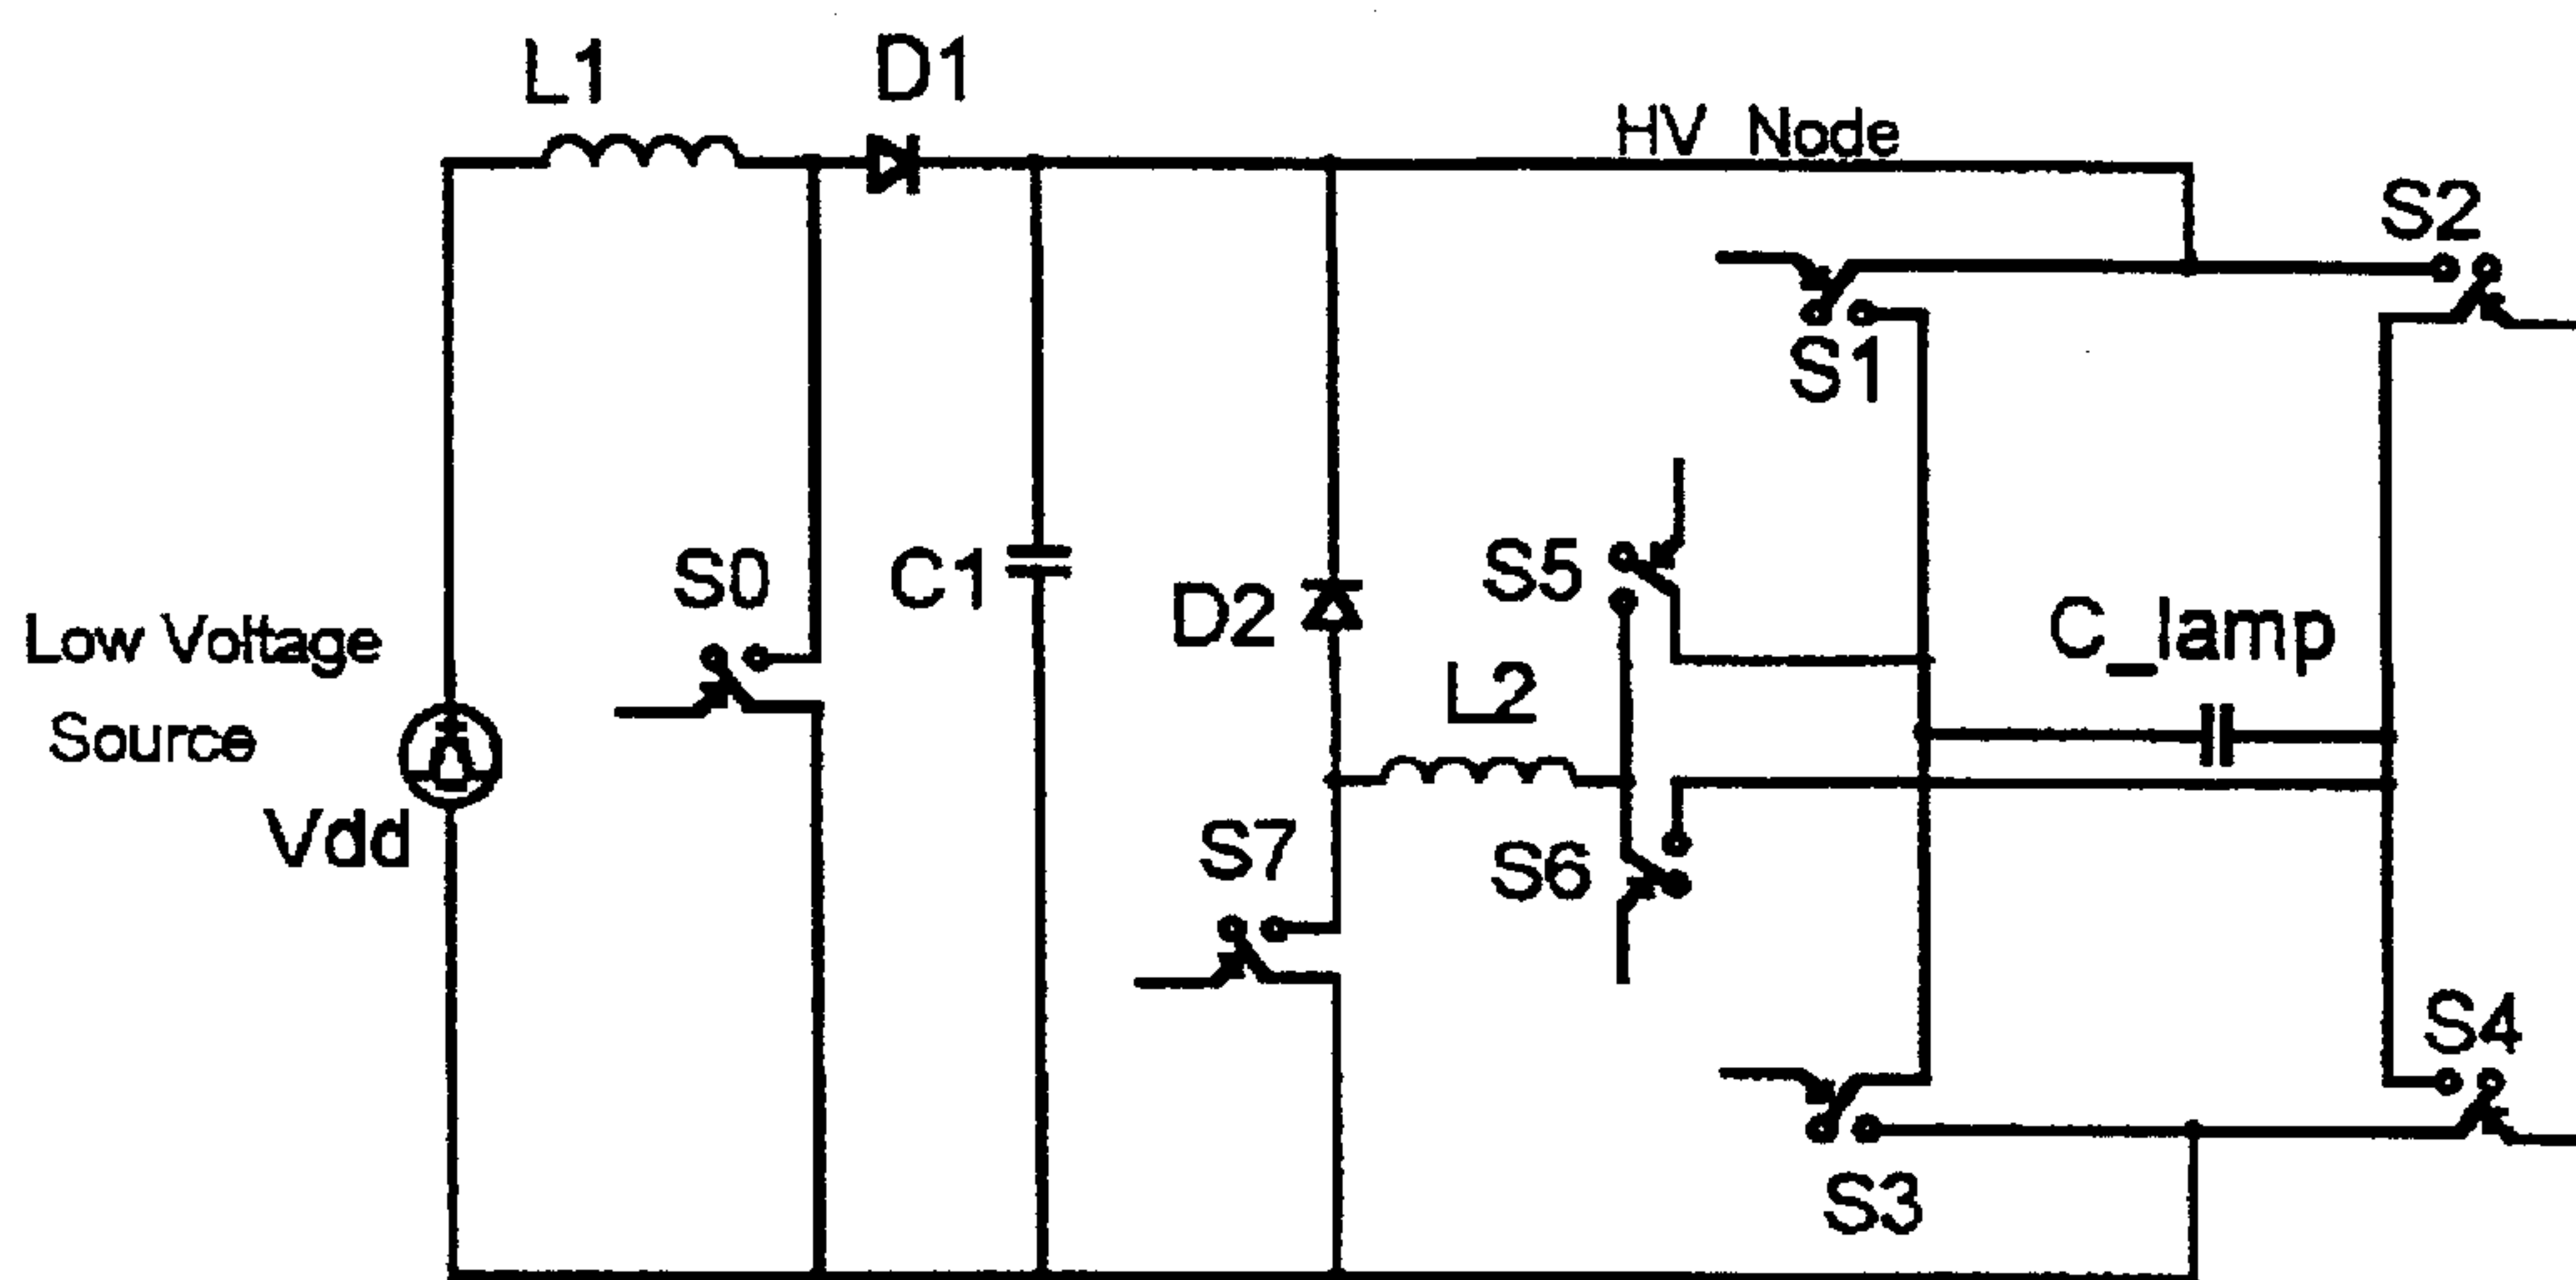 L1
D1
HV Node
S2
S1
S0
C1
S5
D2
C_lamp
Low Voltage
Source
L2
Vdd
S7
S6
S4
S3